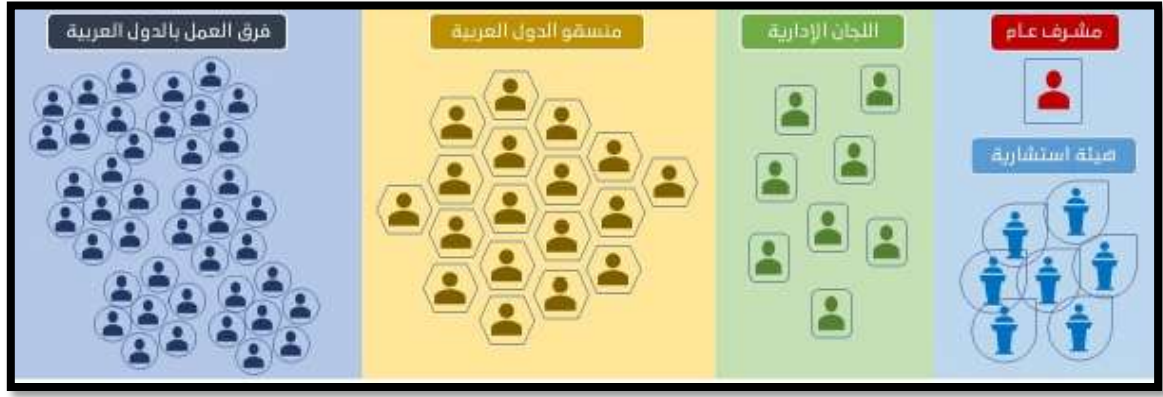 مشرف عام
هيئة استشارية
اللجان الإدارية
منسقو الدول العربية
فرق العمل بالدول العربية